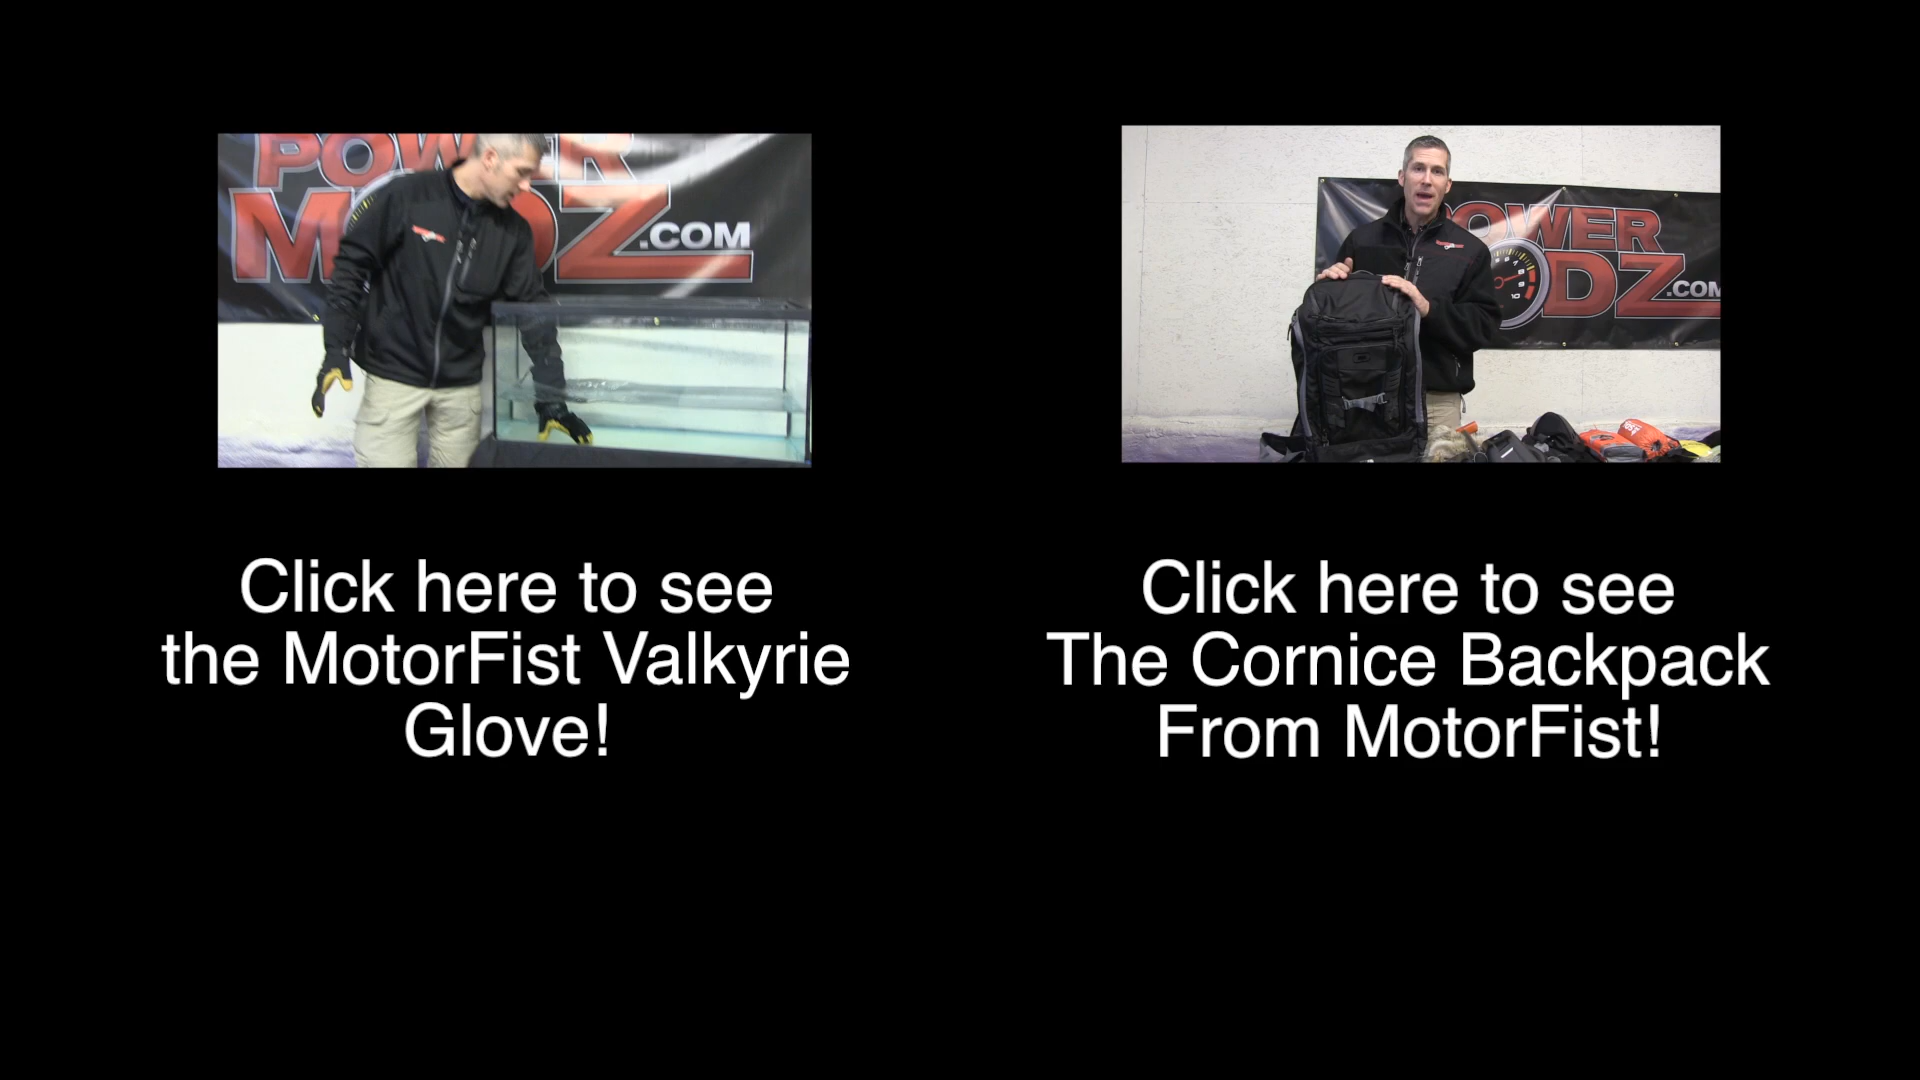 POWER
MODZ.COM
POWER
MODZ.COM
Click here to see
the MotorFist Valkyrie
Glove!
Click here to see
The Cornice Backpack
From MotorFist!